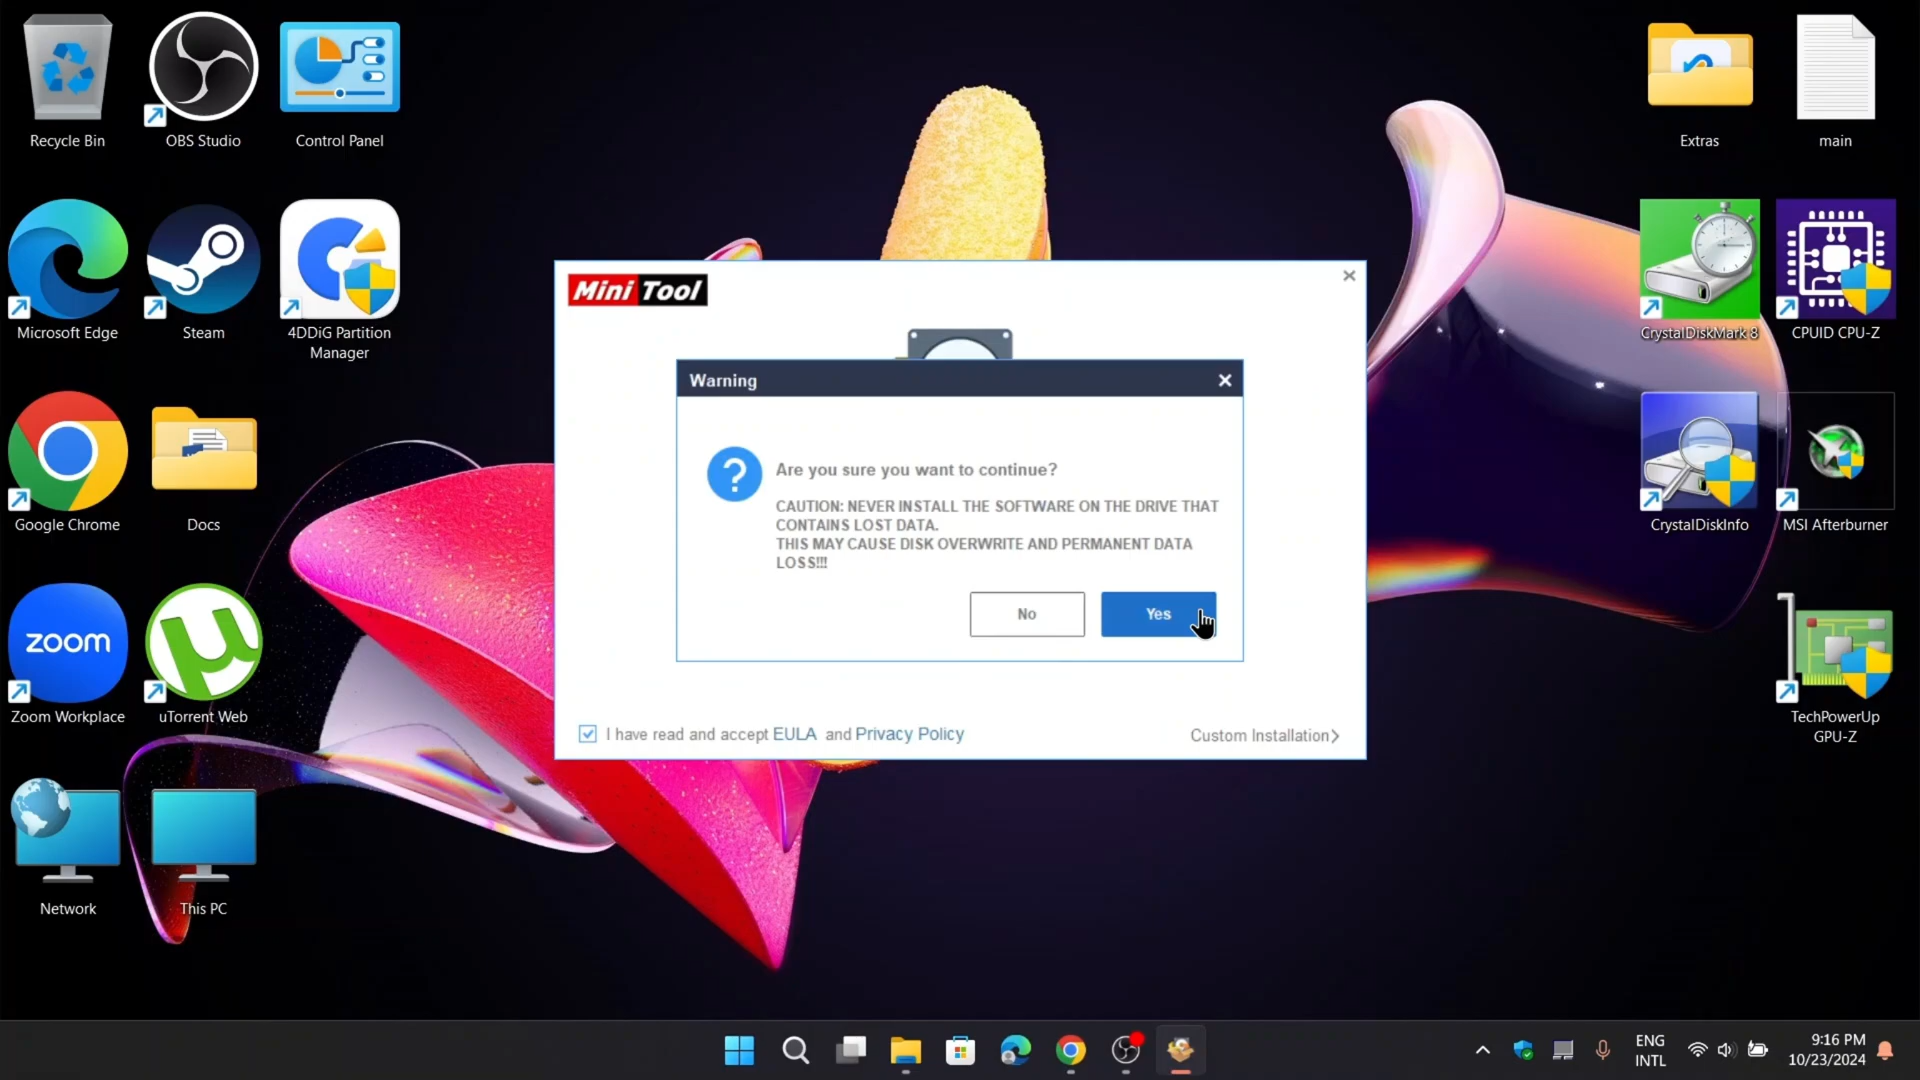 Recycle Bin
OBS Studio
Control Panel
Microsoft Edge
Steam
4DDiG Partition
Manager
Google Chrome
Docs
zoom
Zoom Workplace
uTorrent Web
Network
This PC
Mini Tool
Warning
Are you sure you want to continue?
CAUTION: NEVER INSTALL THE SOFTWARE ON THE DRIVE THAT
CONTAINS LOST DATA.
THIS MAY CAUSE DISK OVERWRITE AND PERMANENT DATA
LOSS!!!
No
Yes
I have read and accept EULA and Privacy Policy
Custom Installation
Extras
main
CrystalDiskMark 8
CPUID CPU-Z
CrystalDiskInfo
MSI Afterburner
TechPowerUp
GPU-Z
ENG
INTL
9:16 PM
10/23/2024